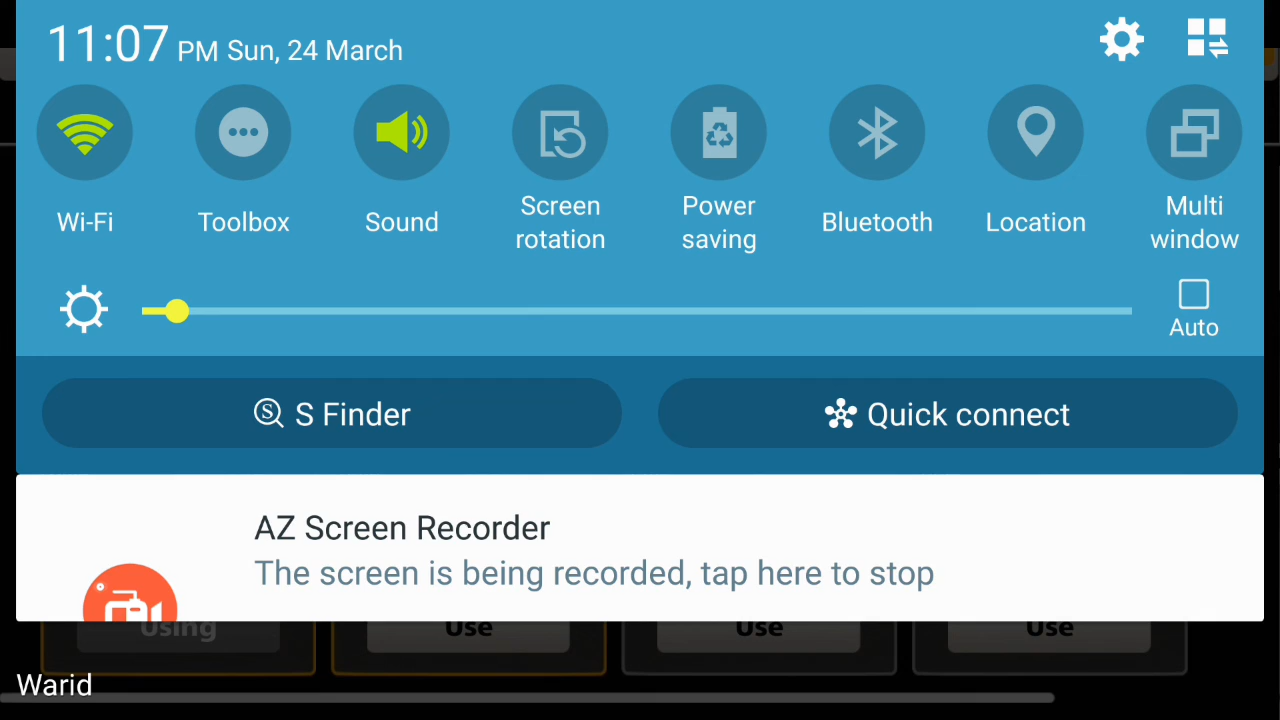 11:07 PM Sun, 24 March
Wi-Fi
Toolbox
Sound
Screen rotation
Power saving
Bluetooth
Location
Multi window
Auto
S Finder
Quick connect
AZ Screen Recorder
The screen is being recorded, tap here to stop
Using
Use
Use
Use
Warid